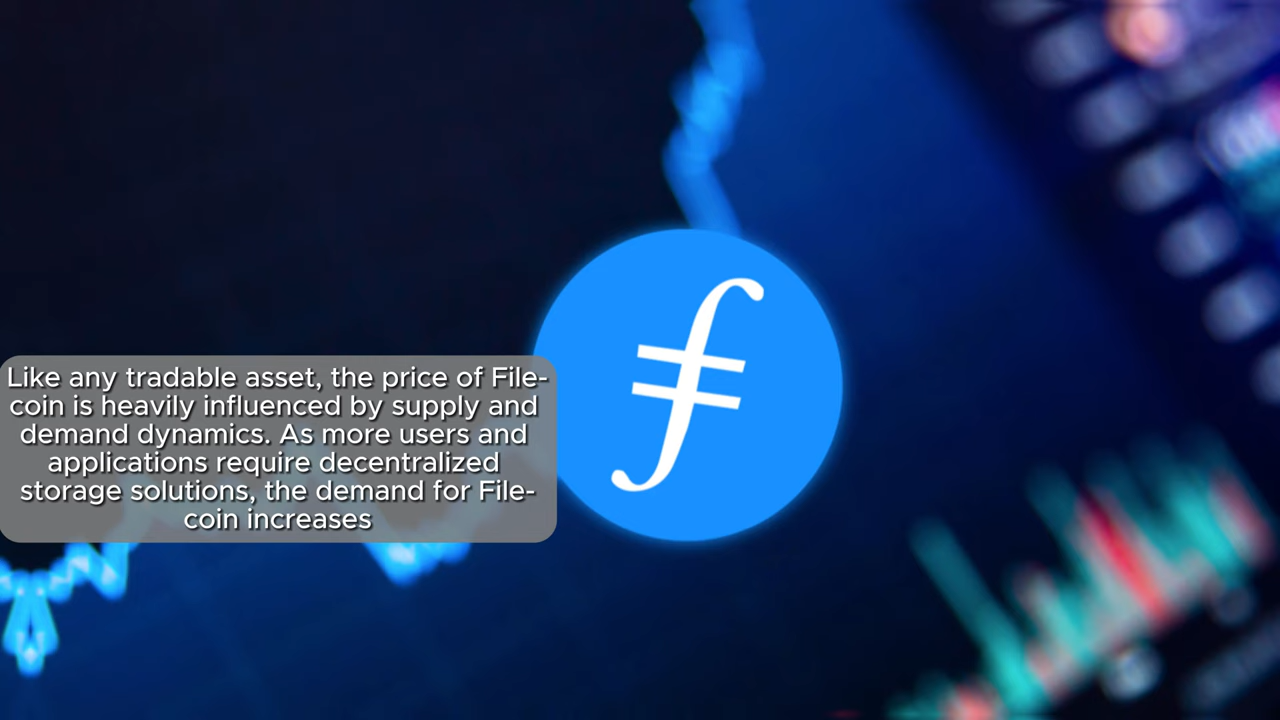 Like any tradable asset, the price of File-
coin is heavily influenced by supply and
demand dynamics. As more users and
applications require decentralized
storage solutions, the demand for File-
coin increases